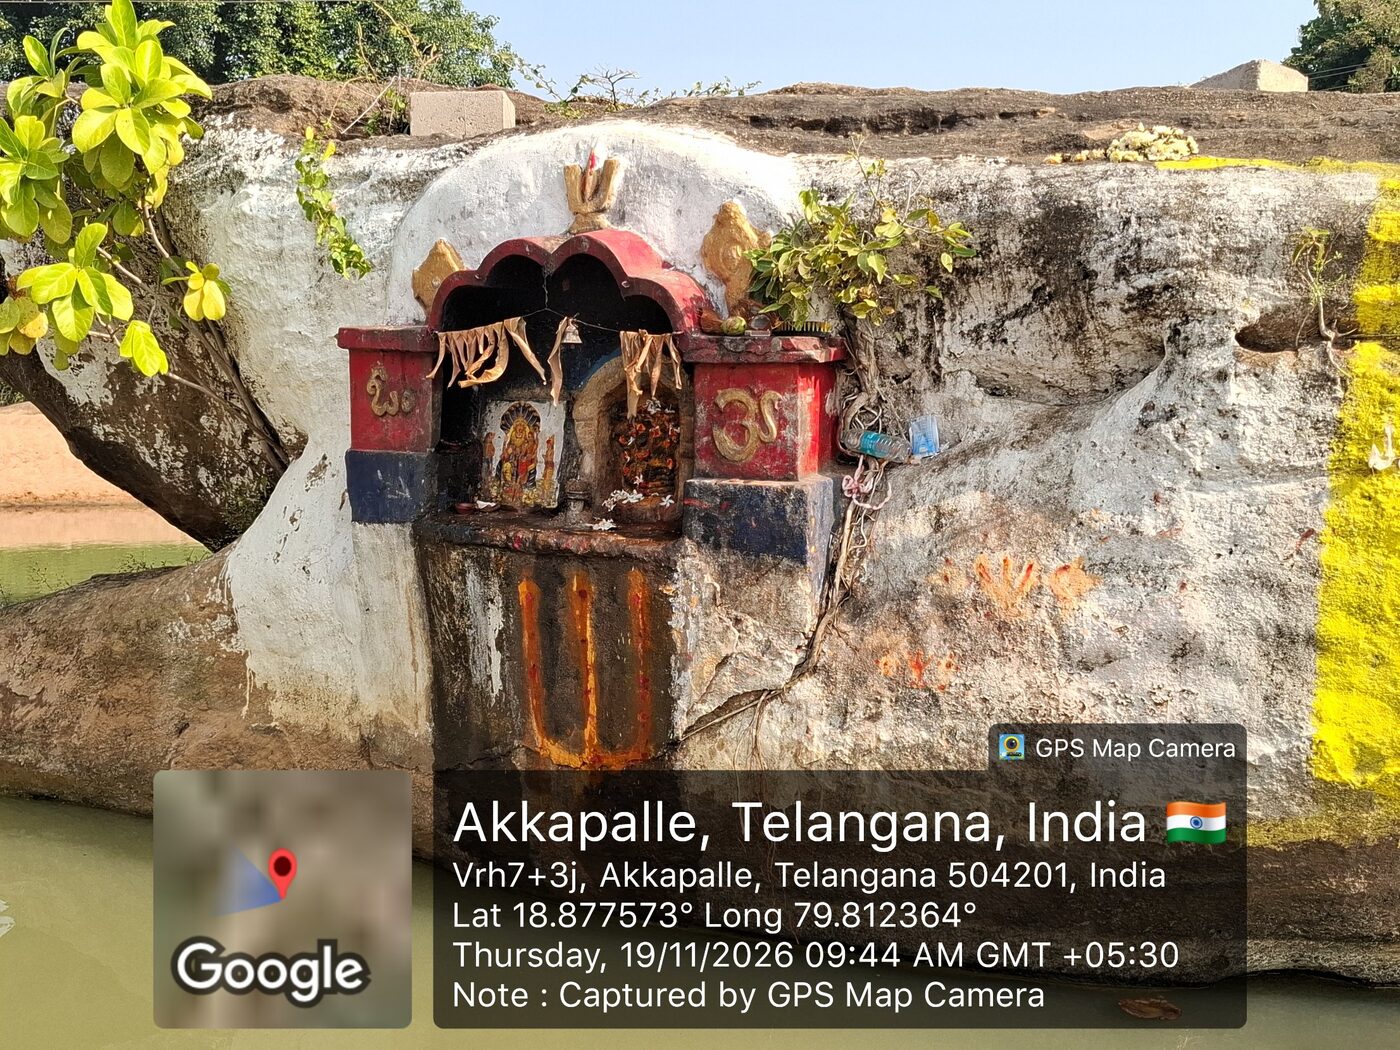 ఓం
ॐ
GPS Map Camera
Akkapalle, Telangana, India 🇮🇳
Vrh7+3j, Akkapalle, Telangana 504201, India
Lat 18.877573° Long 79.812364°
Thursday, 19/11/2026 09:44 AM GMT +05:30
Note : Captured by GPS Map Camera
Google